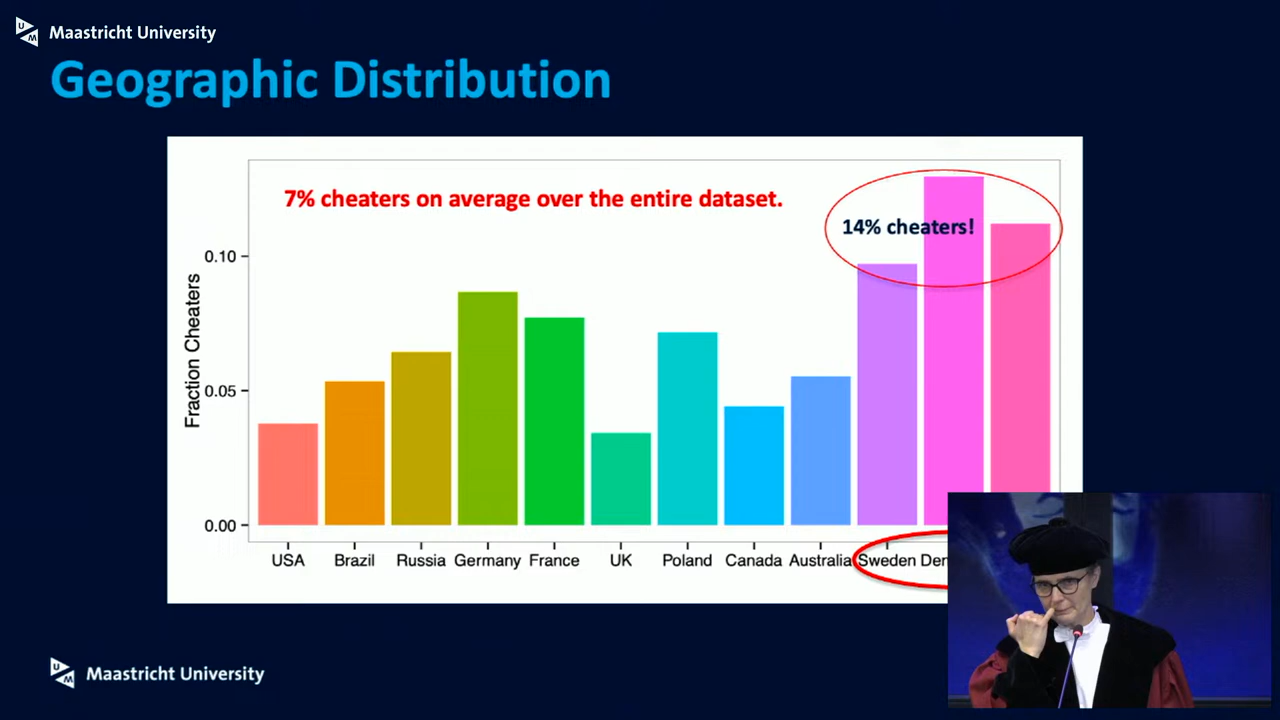 Maastricht University
Geographic Distribution
7% cheaters on average over the entire dataset.
14% cheaters!
Fraction Cheaters
0.10
0.05
0.00
USA Brazil Russia Germany France UK Poland Canada Australia Sweden Den
Maastricht University